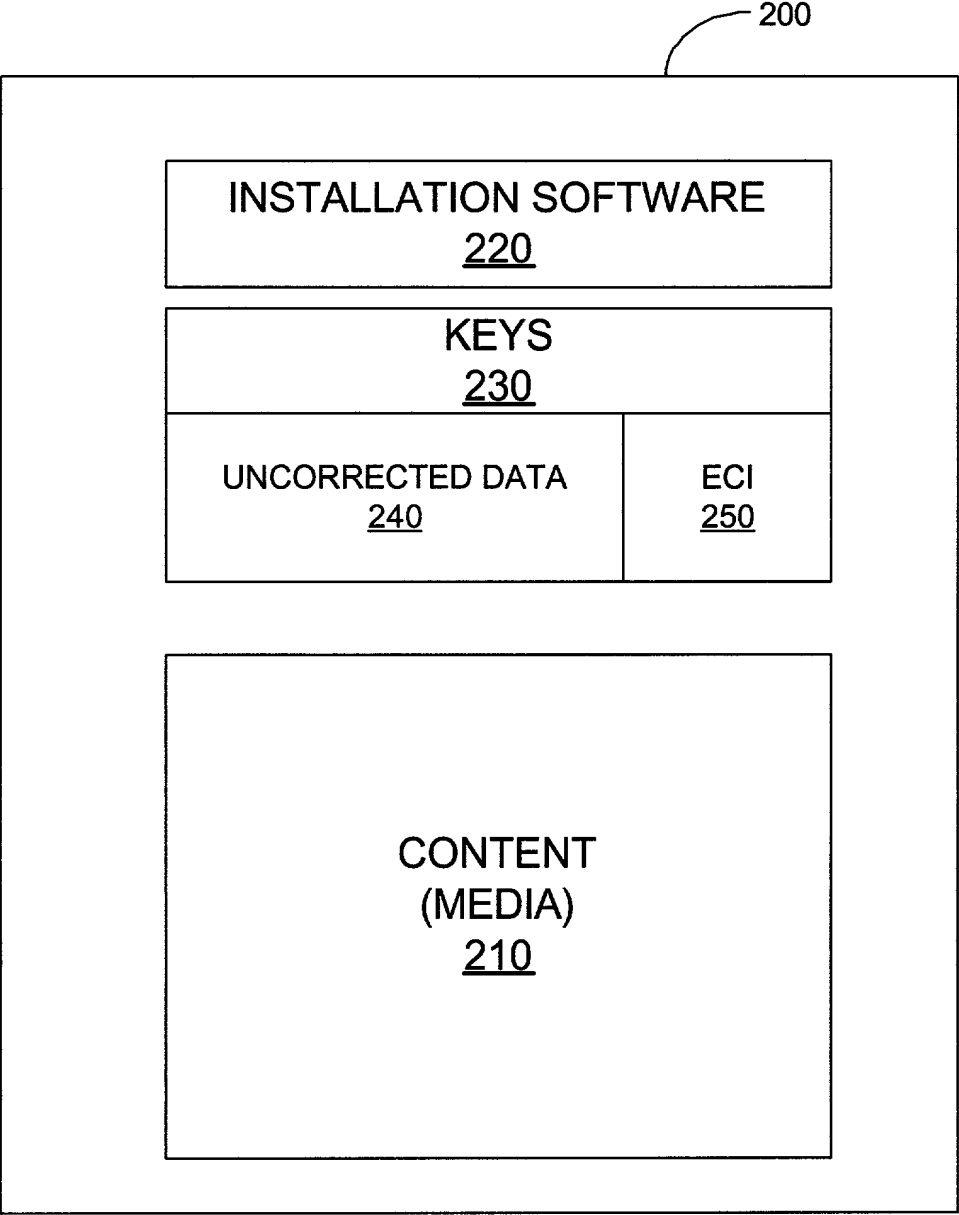 200
INSTALLATION SOFTWARE
220
KEYS
230
UNCORRECTED DATA
240
ECI
250
CONTENT
(MEDIA)
210